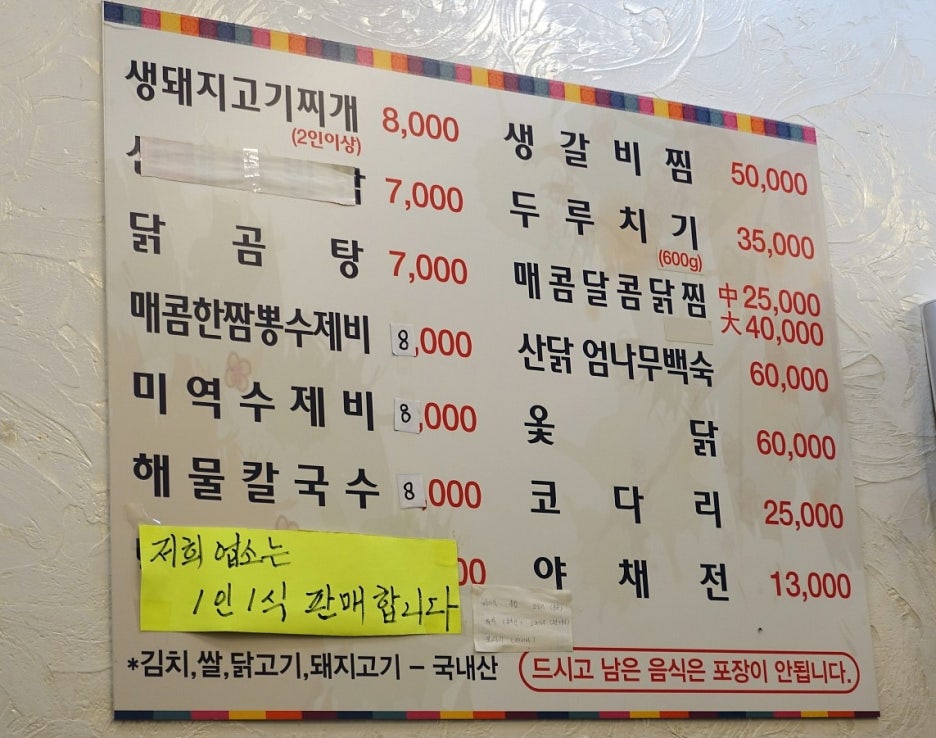 생돼지고기찌개 8,000
(2인이상)
7,000
닭곰탕 7,000
매콤한짬뽕수제비 8,000
미역수제비 8,000
해물칼국수 8,000
저희 업소는
1인 1식 판매합니다
생갈비찜 50,000
두루치기 35,000
(600g)
매콤달콤닭찜 中 25,000
大 40,000
산닭 엄나무백숙 60,000
옻닭 60,000
코다리 25,000
야채전 13,000
*김치,쌀,닭고기,돼지고기 – 국내산
드시고 남은 음식은 포장이 안됩니다.